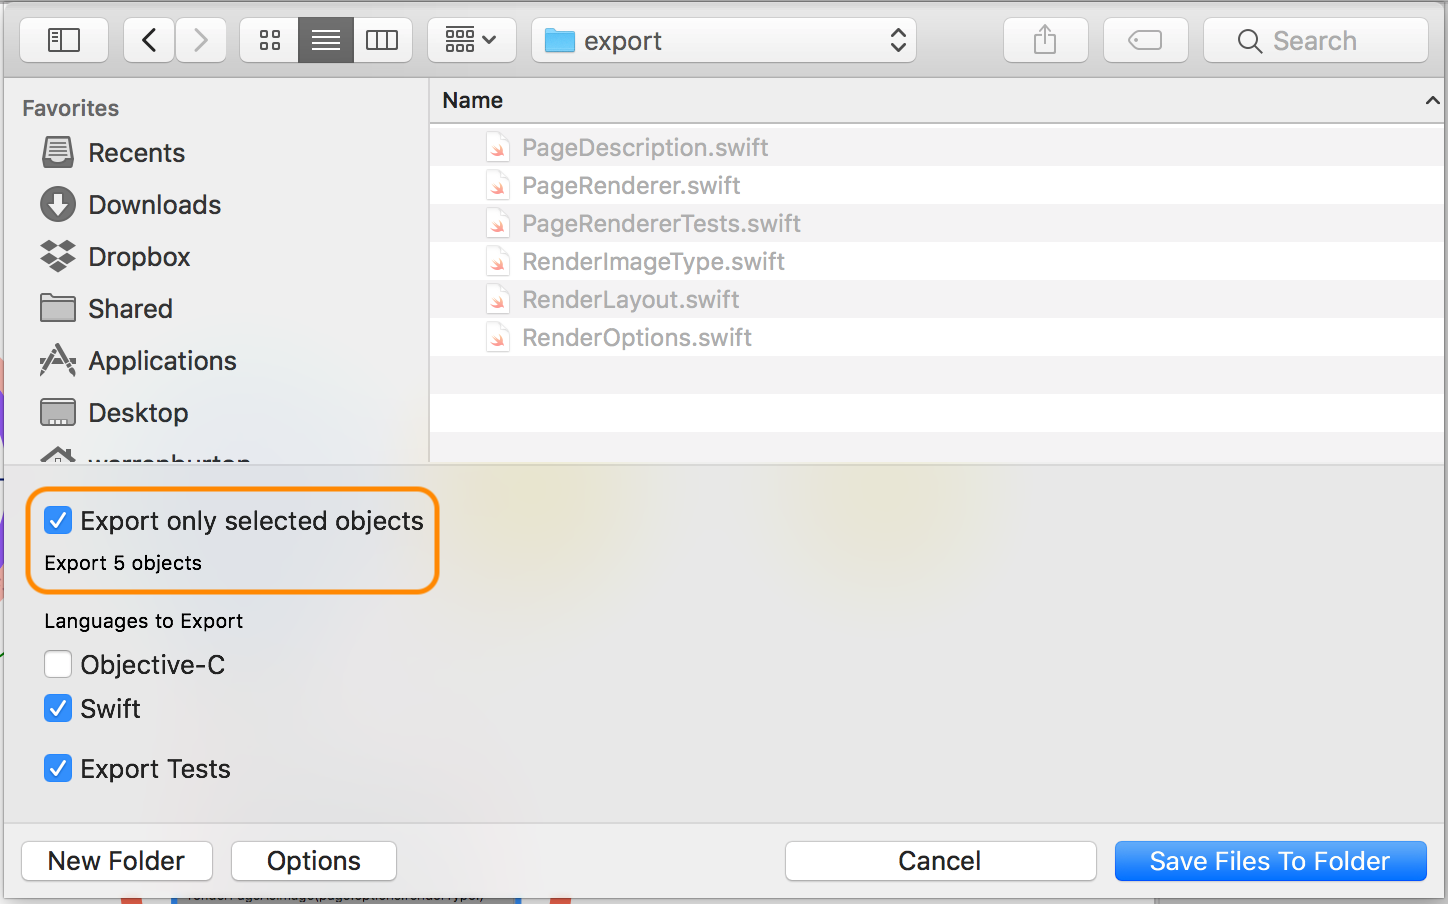 export
Search
Favorites
Name
Recents
Downloads
Dropbox
Shared
Applications
Desktop
warrenburton
PageDescription.swift
PageRenderer.swift
PageRendererTests.swift
RenderImageType.swift
RenderLayout.swift
RenderOptions.swift
Export only selected objects
Export 5 objects
Languages to Export
Objective-C
Swift
Export Tests
New Folder
Options
Cancel
Save Files To Folder